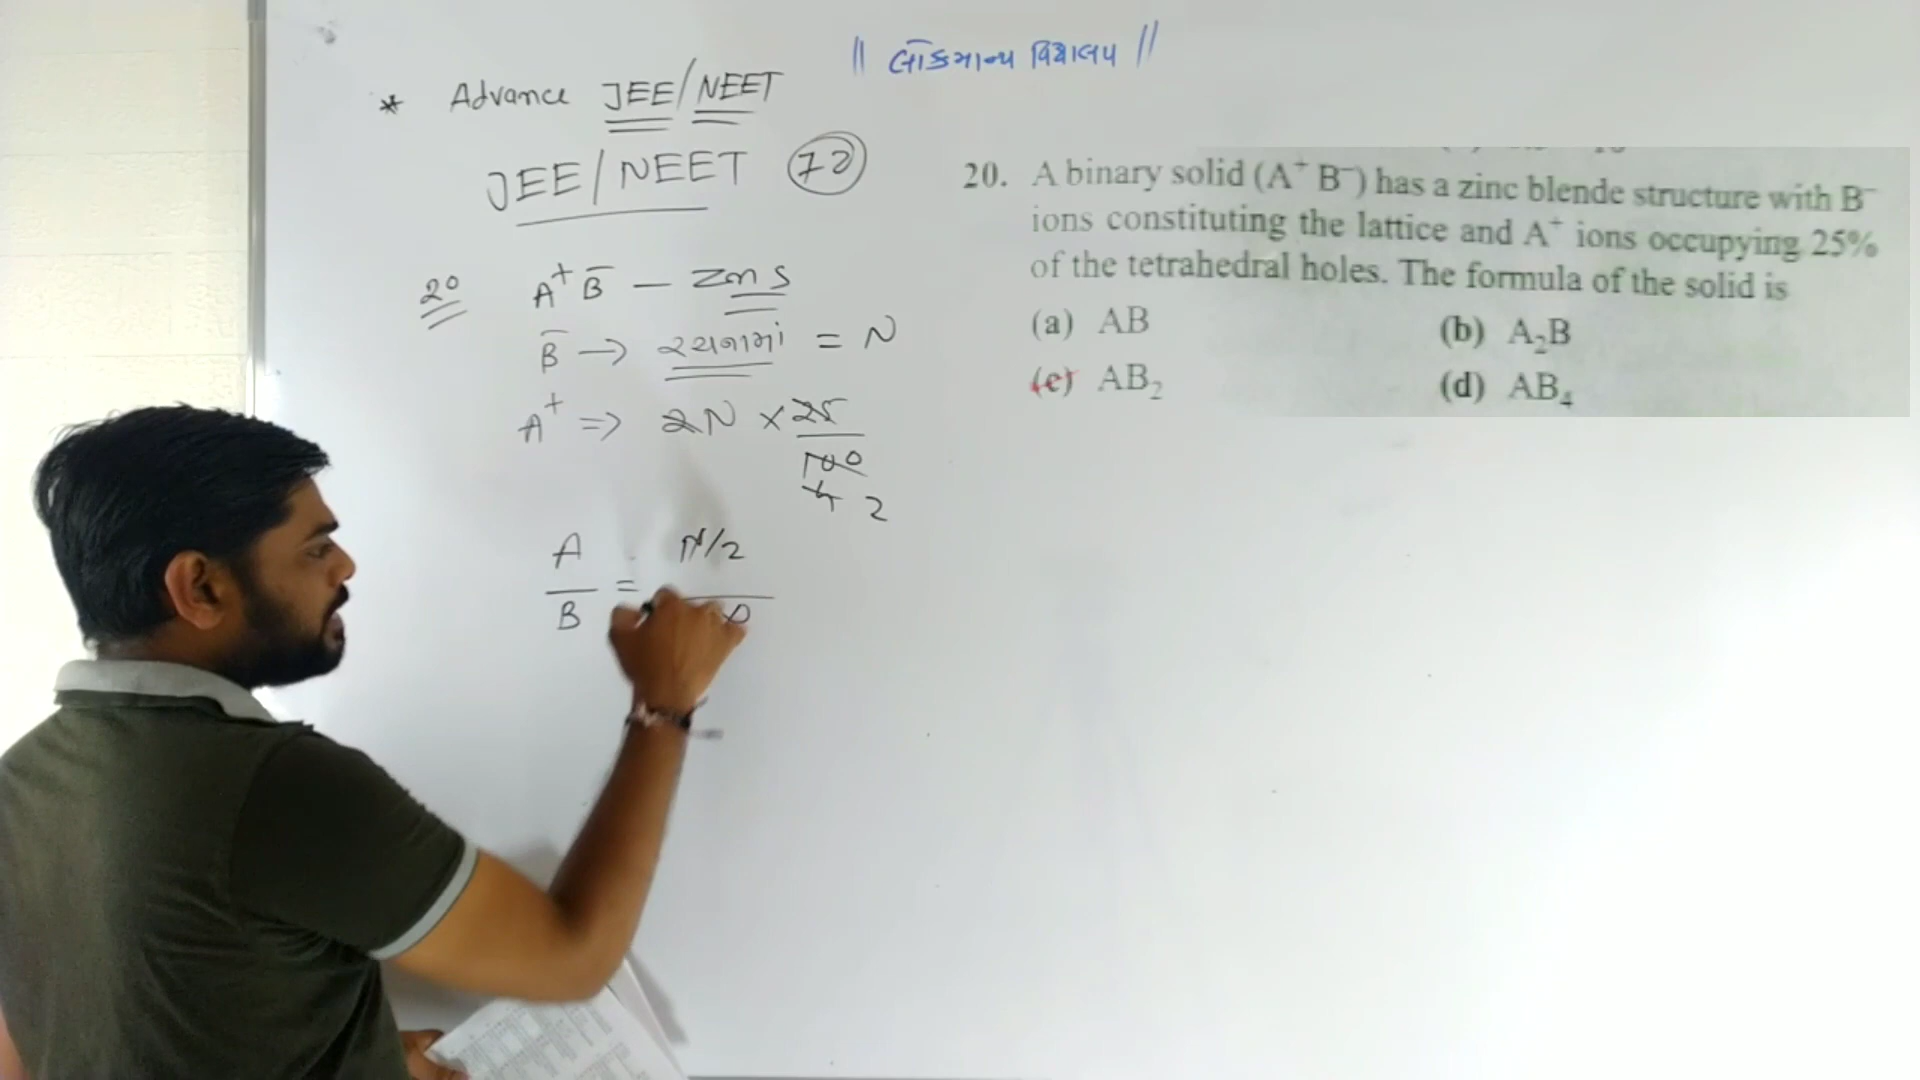 || લોકમાન્ય વિદ્યાલય ||
* Advance JEE/NEET
JEE/NEET 72
20 A⁺ B⁻ — ZnS
B⁻ → રચનામાં = N
A⁺ ⇒ 2N × 25
100
4 2
A = N/2
B
20. A binary solid (A⁺ B⁻) has a zinc blende structure with B⁻
ions constituting the lattice and A⁺ ions occupying 25%
of the tetrahedral holes. The formula of the solid is
(a) AB (b) A₂B
(c) AB₂ (d) AB₄